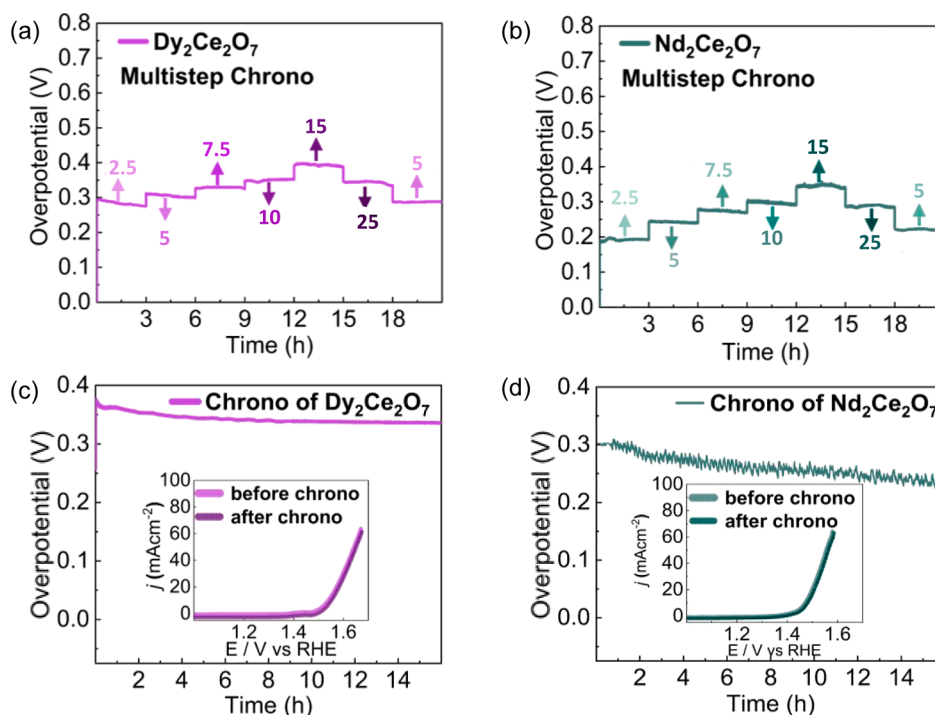 (a)
Dy₂Ce₂O₇
Multistep Chrono
2.5
5
7.5
10
15
25
5
Overpotential (V)
0.8
0.7
0.6
0.5
0.4
0.3
0.2
0.1
0.0
3 6 9 12 15 18
Time (h)
(b)
Nd₂Ce₂O₇
Multistep Chrono
2.5
5
7.5
10
15
25
5
Overpotential (V)
0.8
0.7
0.6
0.5
0.4
0.3
0.2
0.1
0.0
3 6 9 12 15 18
Time (h)
(c)
Chrono of Dy₂Ce₂O₇
Overpotential (V)
0.4
0.3
0.2
0.1
0.0
2 4 6 8 10 12 14
Time (h)
before chrono
after chrono
j (mAcm⁻²)
100
80
60
40
20
0
1.2 1.4 1.6
E / V vs RHE
(d)
Chrono of Nd₂Ce₂O₇
Overpotential (V)
0.4
0.3
0.2
0.1
0.0
2 4 6 8 10 12 14
Time (h)
before chrono
after chrono
j (mAcm⁻²)
100
80
60
40
20
0
1.2 1.4 1.6
E / V vs RHE